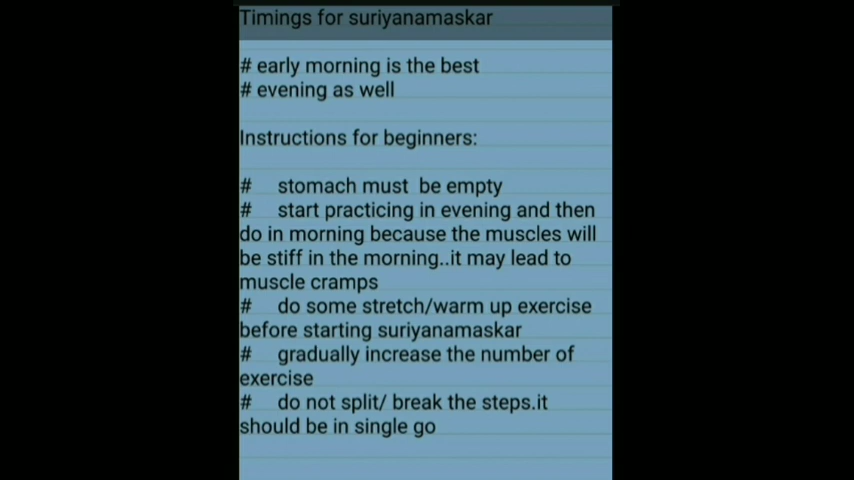 Timings for suriyanamaskar
# early morning is the best
# evening as well
Instructions for beginners:
# stomach must be empty
# start practicing in evening and then
do in morning because the muscles will
be stiff in the morning..it may lead to
muscle cramps
# do some stretch/warm up exercise
before starting suriyanamaskar
# gradually increase the number of
exercise
# do not split/ break the steps.it
should be in single go